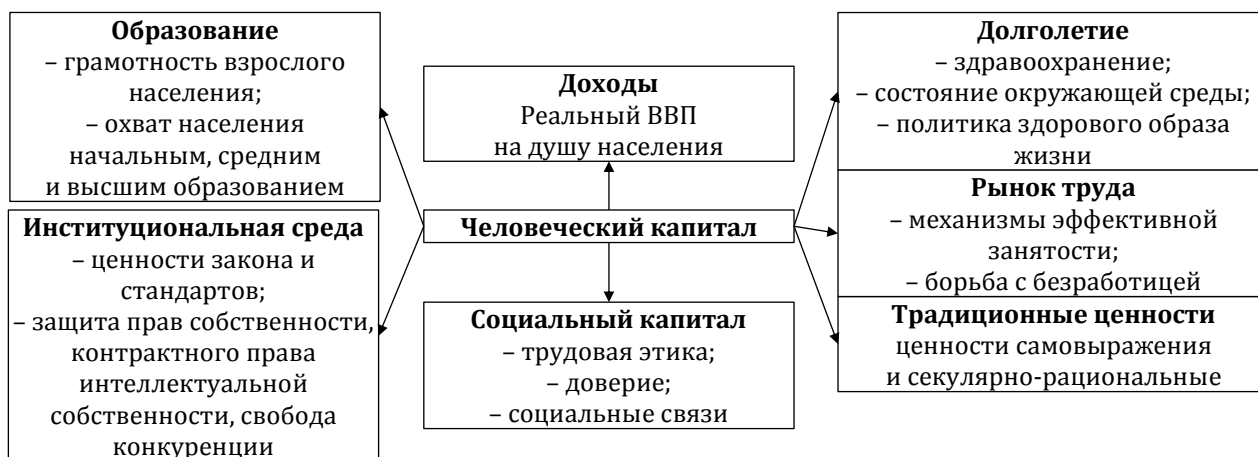 Образование
– грамотность взрослого
населения;
– охват населения
начальным, средним
и высшим образованием
Институциональная среда
– ценности закона и
стандартов;
– защита прав собственности,
контрактного права
интеллектуальной
собственности, свобода
конкуренции
Доходы
Реальный ВВП
на душу населения
Человеческий капитал
Социальный капитал
– трудовая этика;
– доверие;
– социальные связи
Долголетие
– здравоохранение;
– состояние окружающей среды;
– политика здорового образа
жизни
Рынок труда
– механизмы эффективной
занятости;
– борьба с безработицей
Традиционные ценности
ценности самовыражения
и секулярно-рациональные